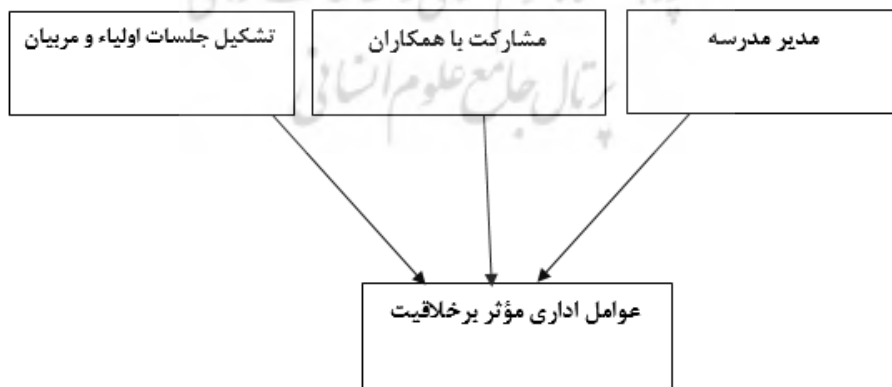 مدیر مدرسه
مشارکت با همکاران
تشکیل جلسات اولیاء و مربیان
پرتال جامع علوم انسانی
عوامل اداری مؤثر برخلاقیت